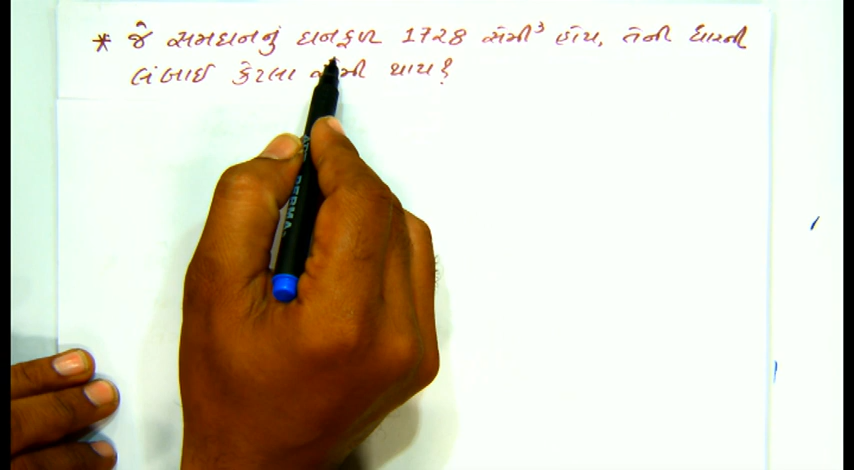 * જે સમઘનનું ઘનફળ 1728 સેમી³ હોય, તેની ધારની
લંબાઈ કેટલા સેમી થાય?